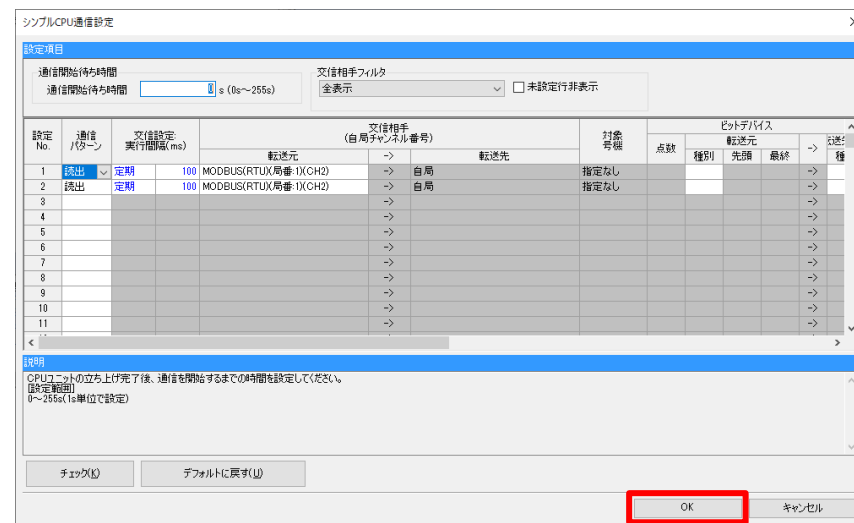 シンプルCPU通信設定
設定項目
通信開始待ち時間
通信開始待ち時間 0 s (0s～255s)
交信相手フィルタ
全表示
未設定行非表示
設定No. 通信パターン 交信設定:実行間隔(ms) 交信相手(自局チャンネル番号) 対象号機 ビットデバイス
転送元 -> 転送先 点数 転送元 ->
種別 先頭 最終
1 読出 定期 100 MODBUS(RTU)(局番:1)(CH2) -> 自局 指定なし ->
2 読出 定期 100 MODBUS(RTU)(局番:1)(CH2) -> 自局 指定なし ->
3 -> ->
4 -> ->
5 -> ->
6 -> ->
7 -> ->
8 -> ->
9 -> ->
10 -> ->
11 -> ->
説明
CPUユニットの立ち上げ完了後、通信を開始するまでの時間を設定してください。
[設定範囲]
0～255s(1s単位で設定)
チェック(K) デフォルトに戻す(U)
OK キャンセル